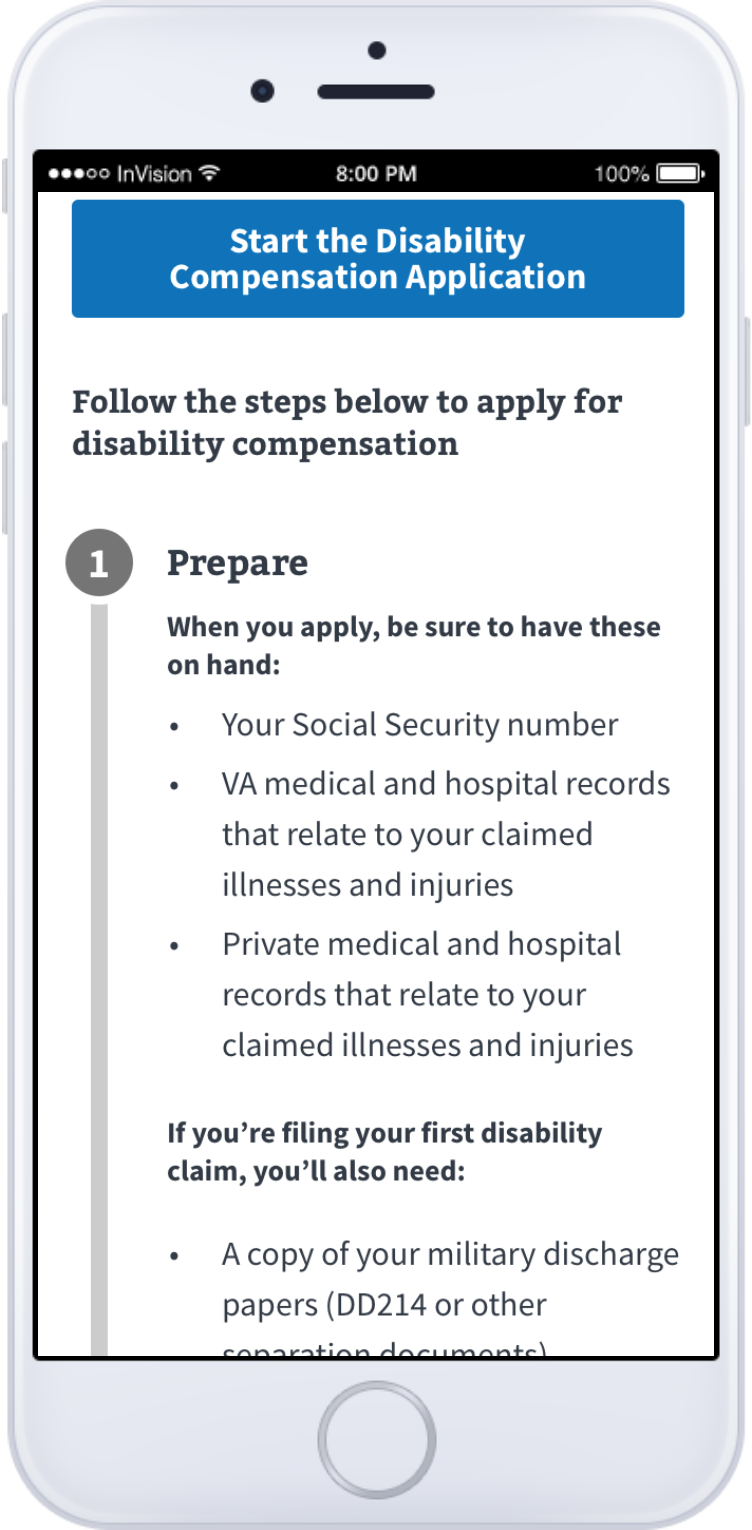 InVision 8:00 PM 100%
Start the Disability
Compensation Application
Follow the steps below to apply for
disability compensation
1 Prepare
When you apply, be sure to have these
on hand:
• Your Social Security number
• VA medical and hospital records
that relate to your claimed
illnesses and injuries
• Private medical and hospital
records that relate to your
claimed illnesses and injuries
If you’re filing your first disability
claim, you’ll also need:
• A copy of your military discharge
papers (DD214 or other
separation documents)